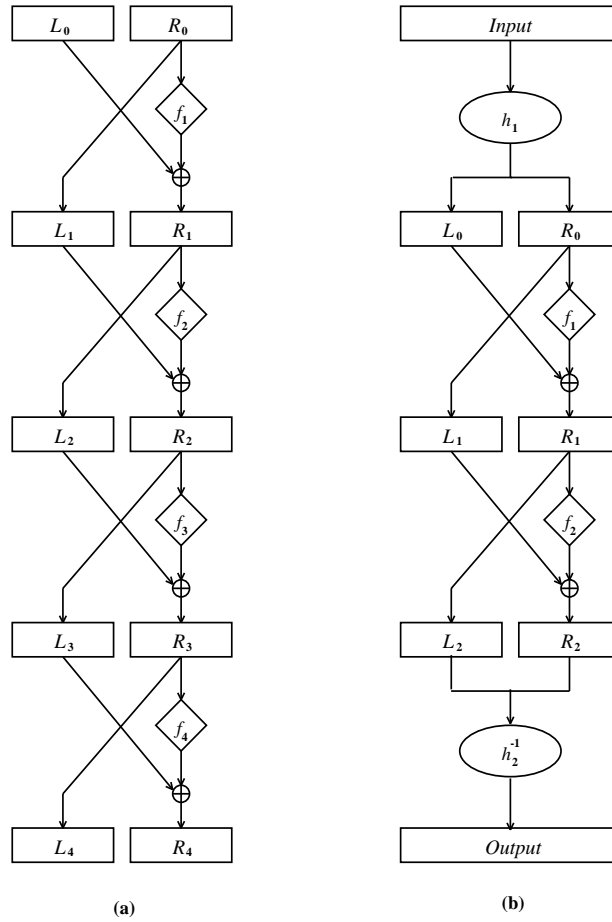 L₀ R₀
f₁
L₁ R₁
f₂
L₂ R₂
f₃
L₃ R₃
f₄
L₄ R₄
(a)
Input
h₁
L₀ R₀
f₁
L₁ R₁
f₂
L₂ R₂
h₂⁻¹
Output
(b)